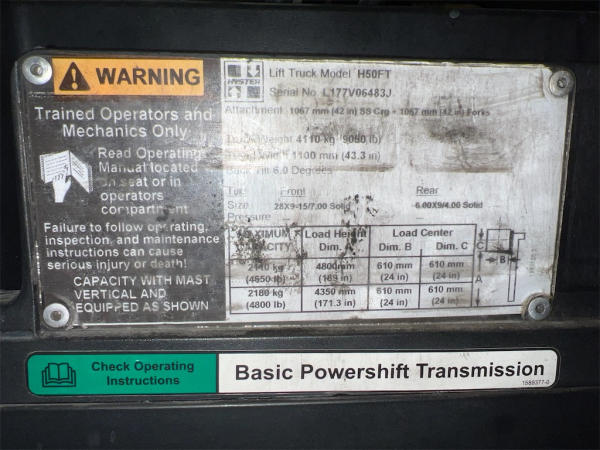 WARNING
Trained Operators and
Mechanics Only
Read Operating
Manual located
on seat or in
operators
compartment
Failure to follow operating,
inspection, and maintenance
instructions can cause
serious injury or death!
CAPACITY WITH MAST
VERTICAL AND
EQUIPPED AS SHOWN
HYSTER
Lift Truck Model H50FT
Serial No. L177V06483J
Attachment 1067 mm (42 in) SS Crg + 1067 mm (42 in) Forks
Truck Weight 4110 kg 9060 lb)
Tread Width 1100 mm (43.3 in)
Back Tilt 6.0 Degrees
Tire Front Rear
Size 28X9-15/7.00 Solid 6.00X9/4.00 Solid
Pressure
MAXIMUM CAPACITY Load Height Dim. A Load Center Dim. B Dim. C
2110 kg 4800mm 610 mm 610 mm
(4650 lb) (189 in) (24 in) (24 in)
2180 kg 4350 mm 610 mm 610 mm
(4800 lb) (171.3 in) (24 in) (24 in)
C
B
A
Check Operating
Instructions
Basic Powershift Transmission